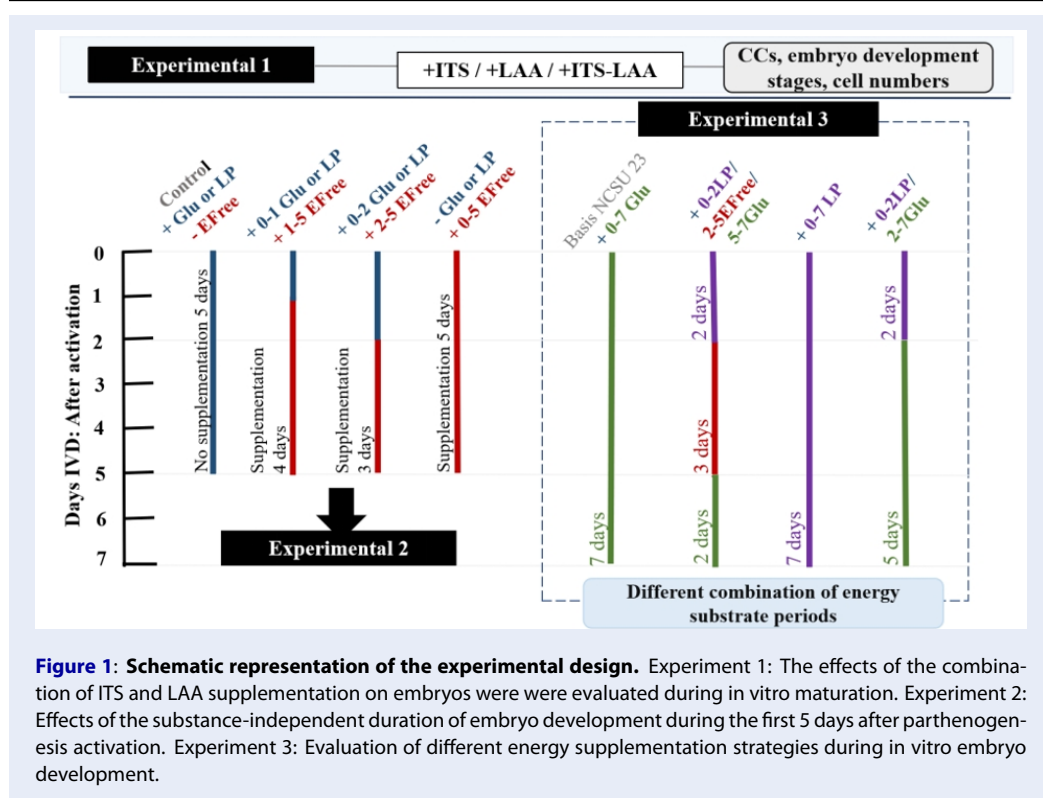 Experimental 1
+ITS / +LAA / +ITS-LAA
CCs, embryo development
stages, cell numbers
Experimental 3
Control
+ Glu or LP
- EFree
+ 0-1 Glu or LP
+ 1-5 EFree
+ 0-2 Glu or LP
+ 2-5 EFree
- Glu or LP
+ 0-5 EFree
Basis NCSU 23
+ 0-7 Glu
+ 0-2LP/
2-5EFree/
5-7Glu
+ 0-7 LP
+ 0-2LP/
2-7Glu
Days IVD: After activation
0
1
2
3
4
5
6
7
No supplementation 5 days
Supplementation
4 days
Supplementation
3 days
Supplementation 5 days
7 days
2 days
3 days
2 days
7 days
2 days
5 days
Experimental 2
Different combination of energy
substrate periods
Figure 1: Schematic representation of the experimental design. Experiment 1: The effects of the combina-
tion of ITS and LAA supplementation on embryos were were evaluated during in vitro maturation. Experiment 2:
Effects of the substance-independent duration of embryo development during the first 5 days after parthenogen-
esis activation. Experiment 3: Evaluation of different energy supplementation strategies during in vitro embryo
development.